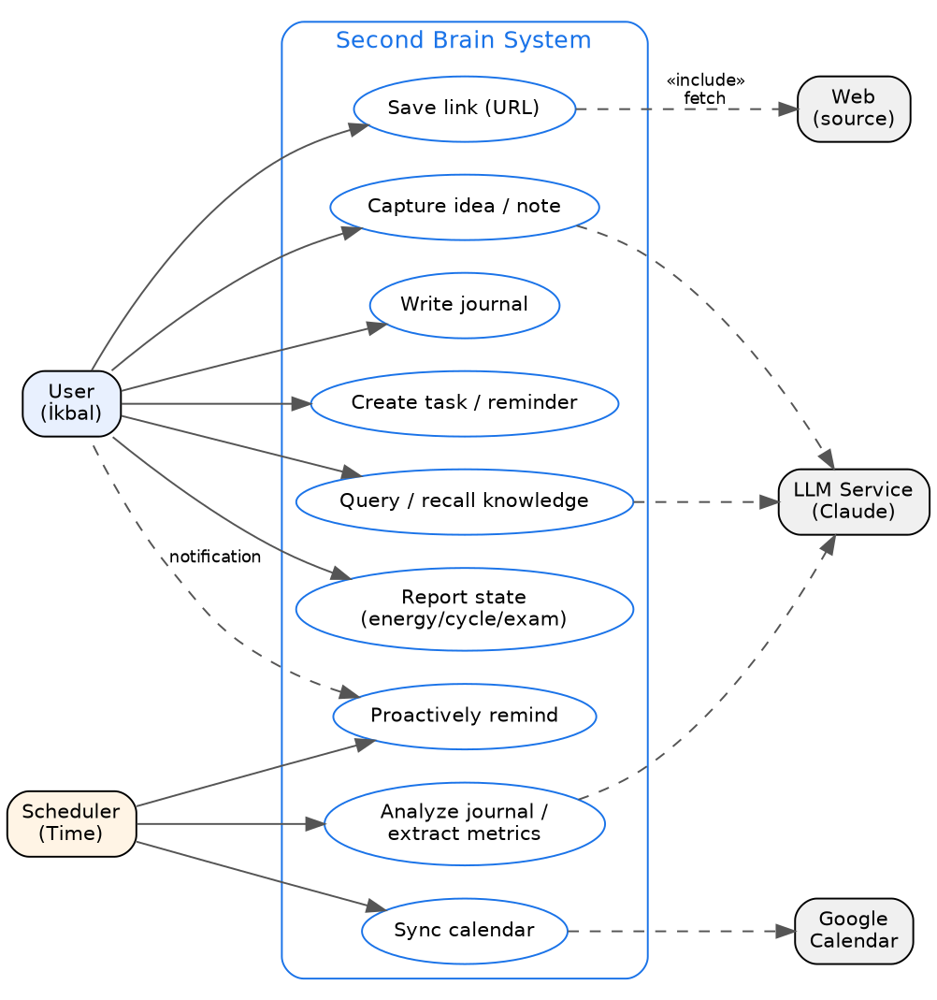 Second Brain System
Save link (URL)
«include»
fetch
Web
(source)
Capture idea / note
Write journal
User
(İkbal)
Create task / reminder
Query / recall knowledge
LLM Service
(Claude)
notification
Report state
(energy/cycle/exam)
Proactively remind
Scheduler
(Time)
Analyze journal /
extract metrics
Sync calendar
Google
Calendar